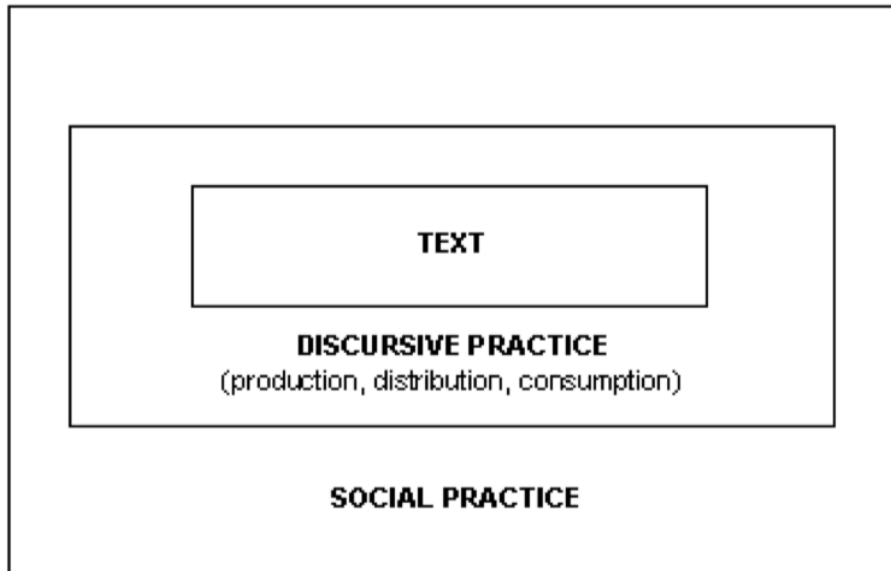 TEXT
DISCURSIVE PRACTICE
(production, distribution, consumption)
SOCIAL PRACTICE